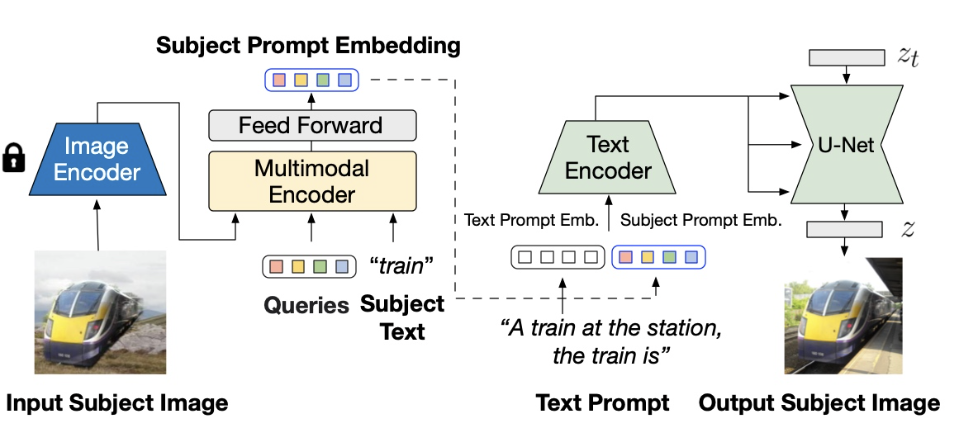 Subject Prompt Embedding
Feed Forward
Image
Encoder
Multimodal
Encoder
“train”
Queries
Subject
Text
Input Subject Image
Text
Encoder
Text Prompt Emb.
Subject Prompt Emb.
“A train at the station,
the train is”
Text Prompt
zt
U-Net
z
Output Subject Image